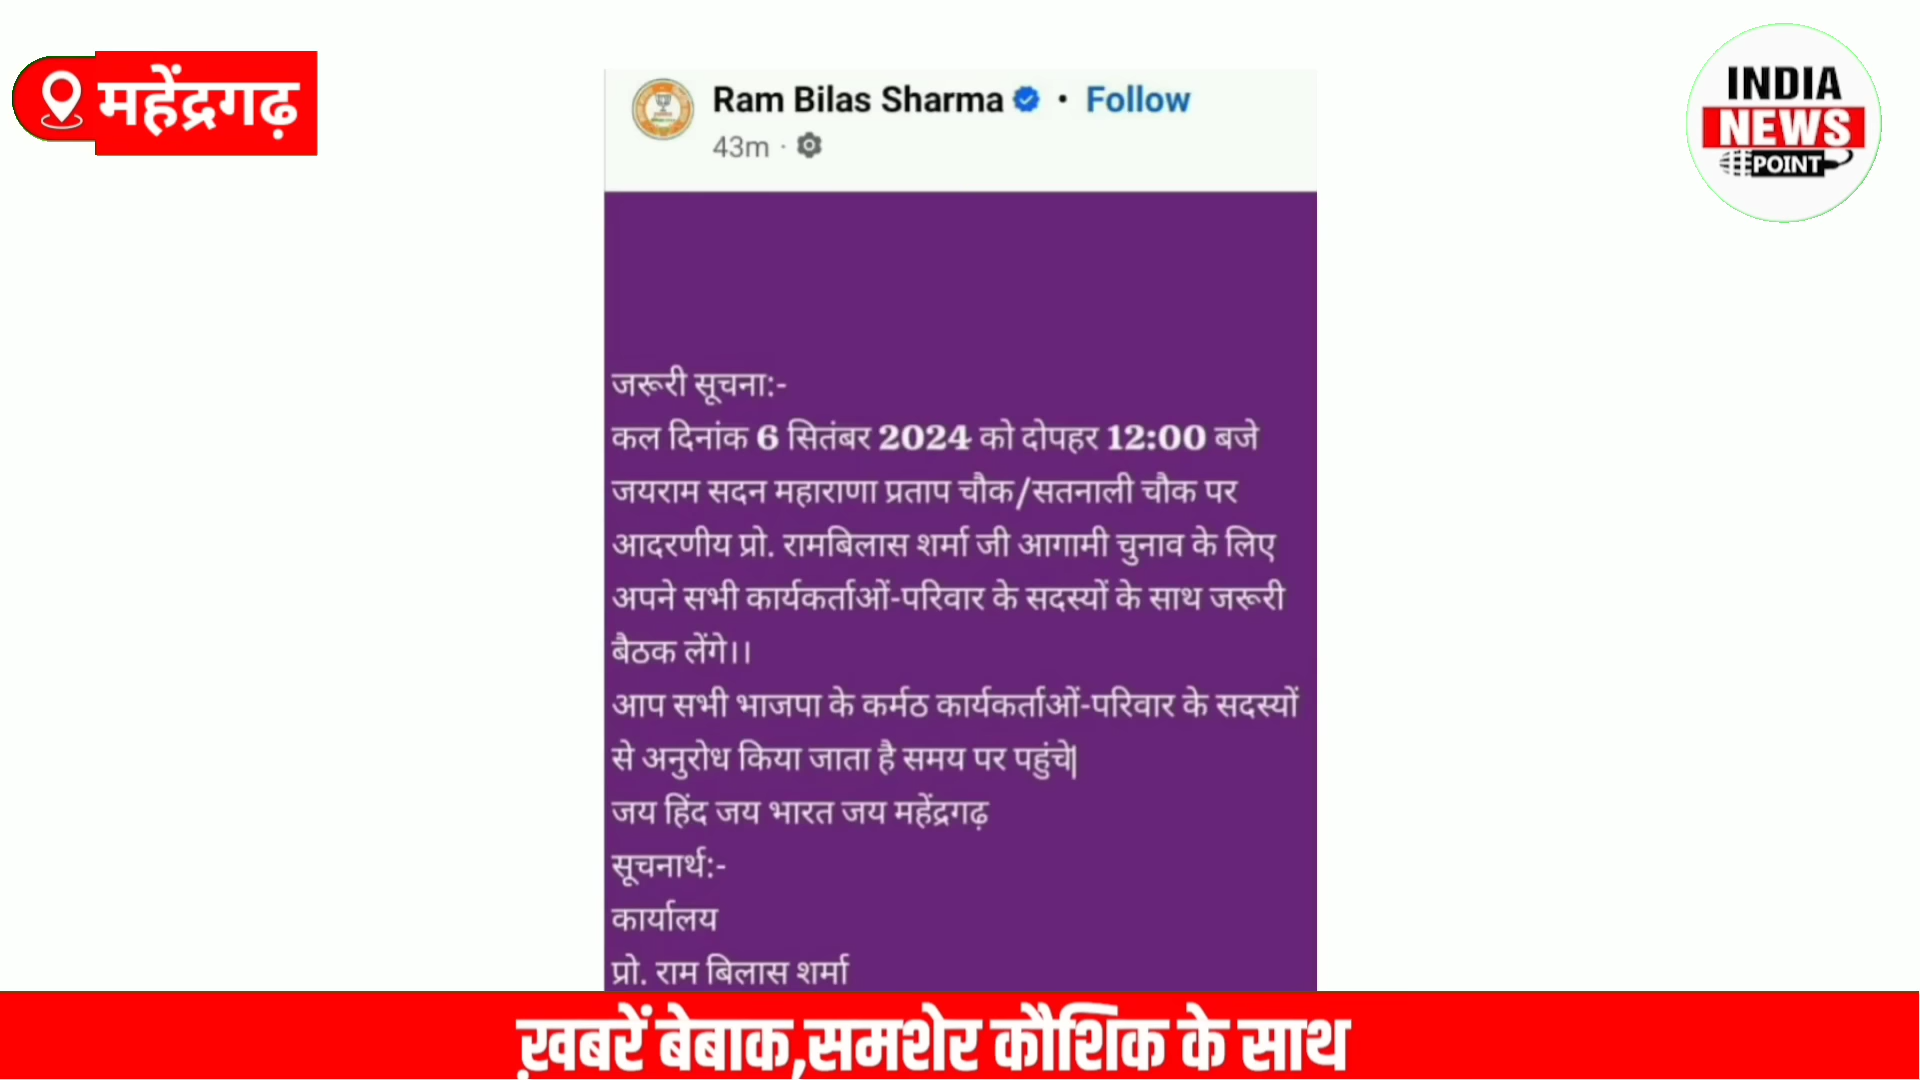 महेंद्रगढ़
INDIA
NEWS
POINT
Ram Bilas Sharma • Follow
43m ·
जरूरी सूचना:-
कल दिनांक 6 सितंबर 2024 को दोपहर 12:00 बजे
जयराम सदन महाराणा प्रताप चौक/सतनाली चौक पर
आदरणीय प्रो. रामबिलास शर्मा जी आगामी चुनाव के लिए
अपने सभी कार्यकर्ताओं-परिवार के सदस्यों के साथ जरूरी
बैठक लेंगे।।
आप सभी भाजपा के कर्मठ कार्यकर्ताओं-परिवार के सदस्यों
से अनुरोध किया जाता है समय पर पहुंचे|
जय हिंद जय भारत जय महेंद्रगढ़
सूचनार्थ:-
कार्यालय
प्रो. राम बिलास शर्मा
ख़बरें बेबाक,समशेर कौशिक के साथ